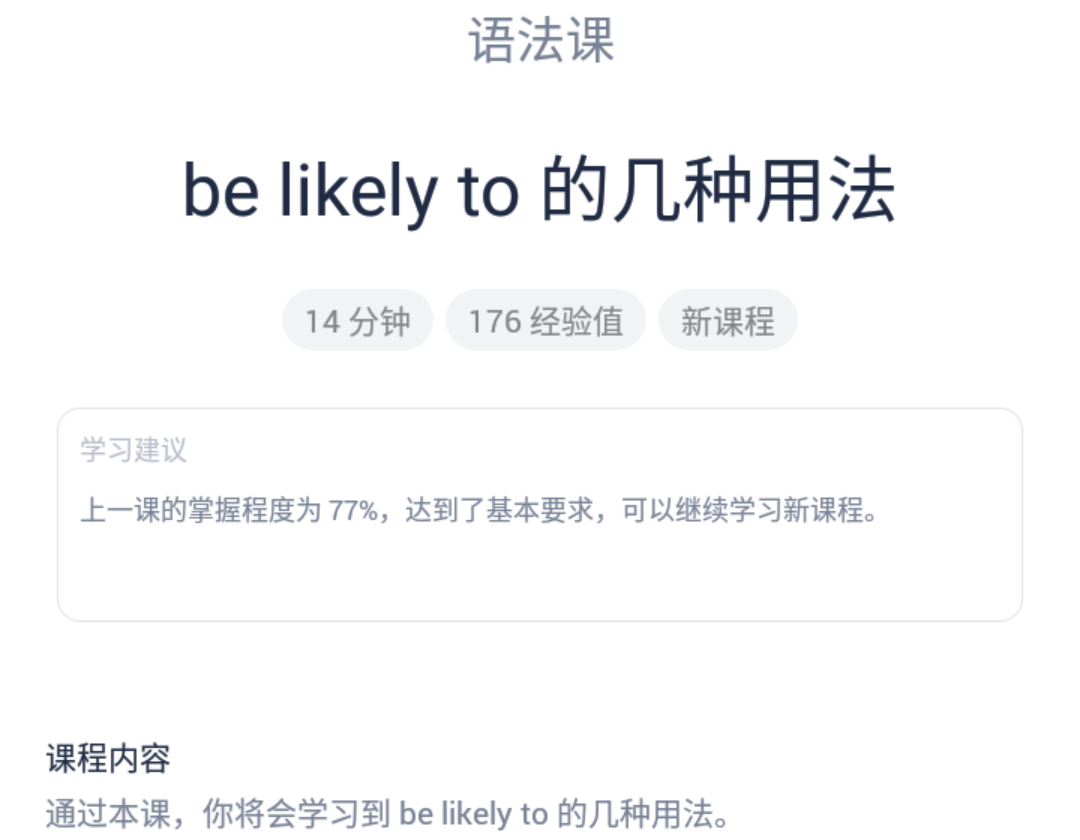 语法课
be likely to 的几种用法
14 分钟 176 经验值 新课程
学习建议
上一课的掌握程度为 77%，达到了基本要求，可以继续学习新课程。
课程内容
通过本课，你将会学习到 be likely to 的几种用法。